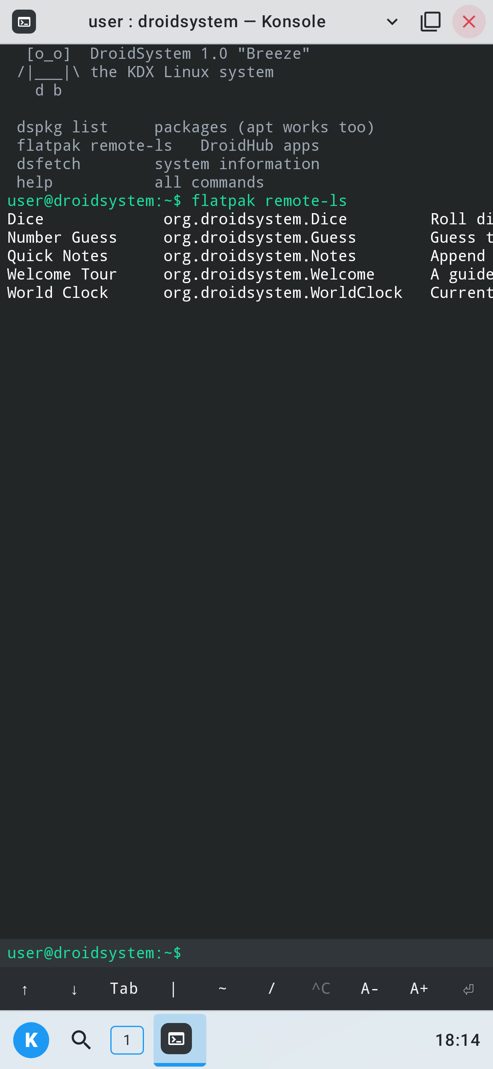 user : droidsystem — Konsole
[o_o]  DroidSystem 1.0 "Breeze"
/|___|\ the KDX Linux system
d b
dspkg list     packages (apt works too)
flatpak remote-ls   DroidHub apps
dsfetch        system information
help           all commands
user@droidsystem:~$ flatpak remote-ls
Dice             org.droidsystem.Dice         Roll di
Number Guess     org.droidsystem.Guess        Guess t
Quick Notes      org.droidsystem.Notes        Append
Welcome Tour     org.droidsystem.Welcome      A guide
World Clock      org.droidsystem.WorldClock   Current
user@droidsystem:~$
↑ ↓ Tab | ~ / ^C A- A+ ⏎
K 1 18:14